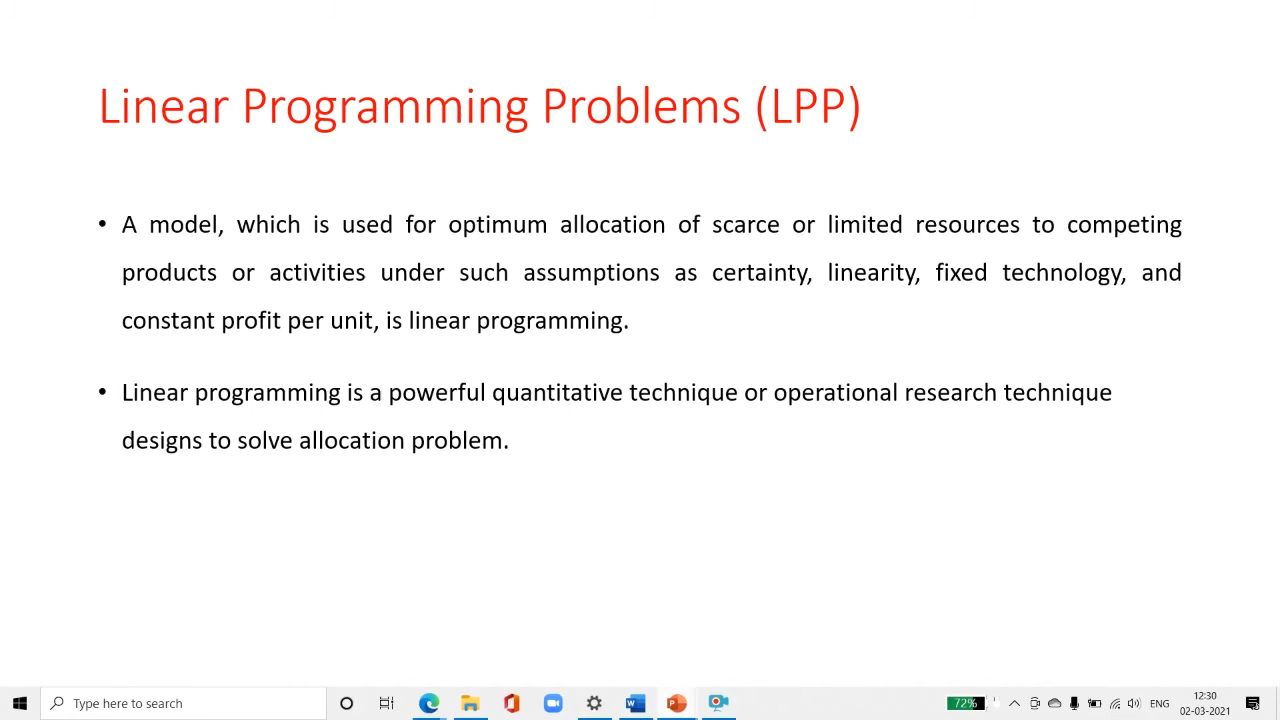 Linear Programming Problems (LPP)
• A model, which is used for optimum allocation of scarce or limited resources to competing
products or activities under such assumptions as certainty, linearity, fixed technology, and
constant profit per unit, is linear programming.
• Linear programming is a powerful quantitative technique or operational research technique
designs to solve allocation problem.
Type here to search
72%
ENG
12:30
02-03-2021